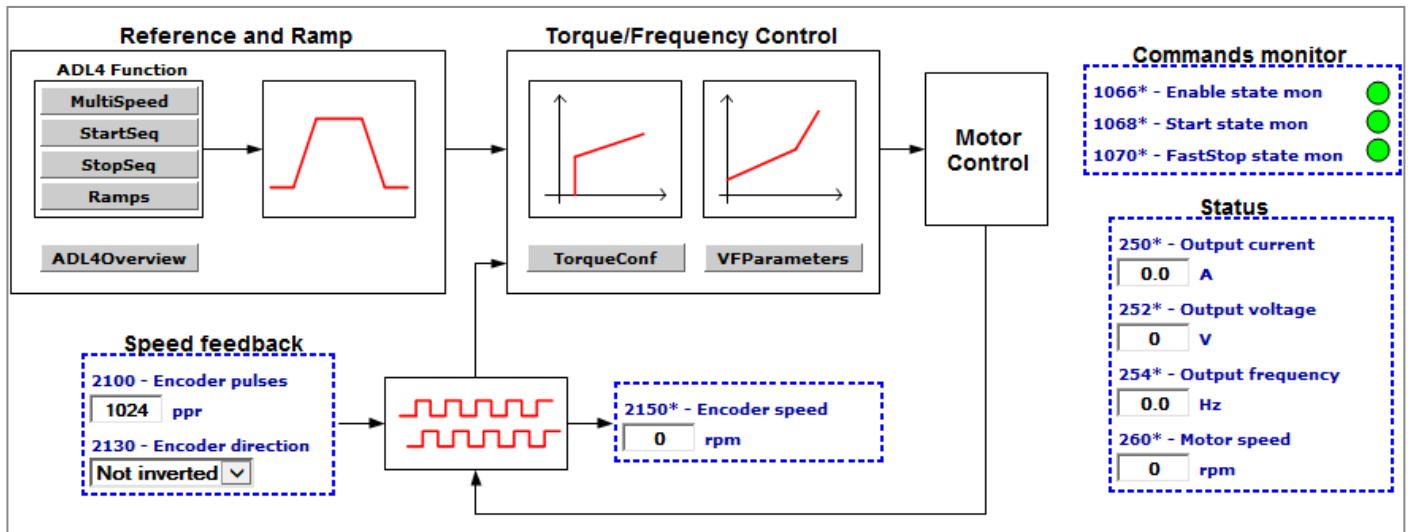 Reference and Ramp
ADL4 Function
MultiSpeed
StartSeq
StopSeq
Ramps
ADL4Overview
Torque/Frequency Control
TorqueConf
VFParameters
Motor
Control
Commands monitor
1066* - Enable state mon
1068* - Start state mon
1070* - FastStop state mon
Status
250* - Output current
0.0 A
252* - Output voltage
0 V
254* - Output frequency
0.0 Hz
260* - Motor speed
0 rpm
Speed feedback
2100 - Encoder pulses
1024 ppr
2130 - Encoder direction
Not inverted
2150* - Encoder speed
0 rpm